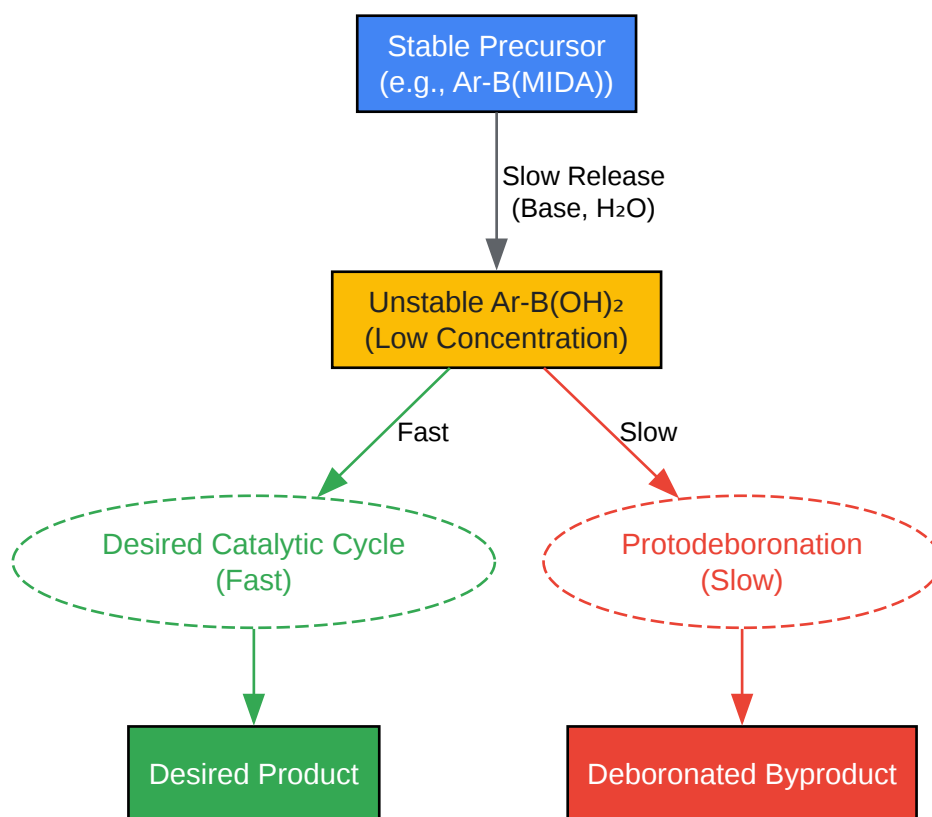 Stable Precursor
(e.g., Ar-B(MIDA))
Slow Release
(Base, H₂O)
Unstable Ar-B(OH)₂
(Low Concentration)
Fast
Slow
Desired Catalytic Cycle
(Fast)
Protodeboronation
(Slow)
Desired Product
Deboronated Byproduct